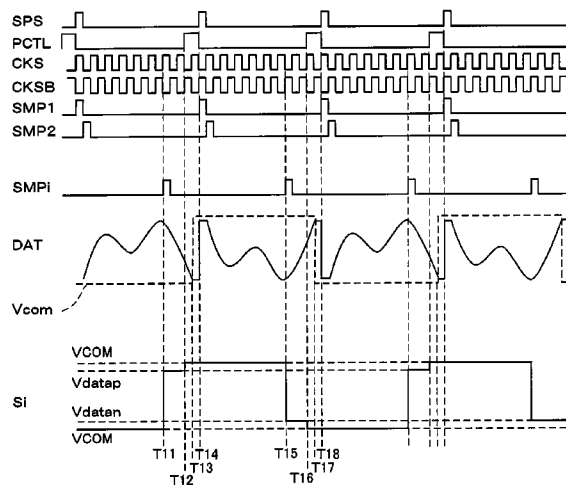 SPS
PCTL
CKS
CKSB
SMP1
SMP2
SMPi
DAT
Vcom
VCOM
Vdatap
Si
Vdatan
VCOM
T11 T14 T15 T18
T13 T17
T12 T16